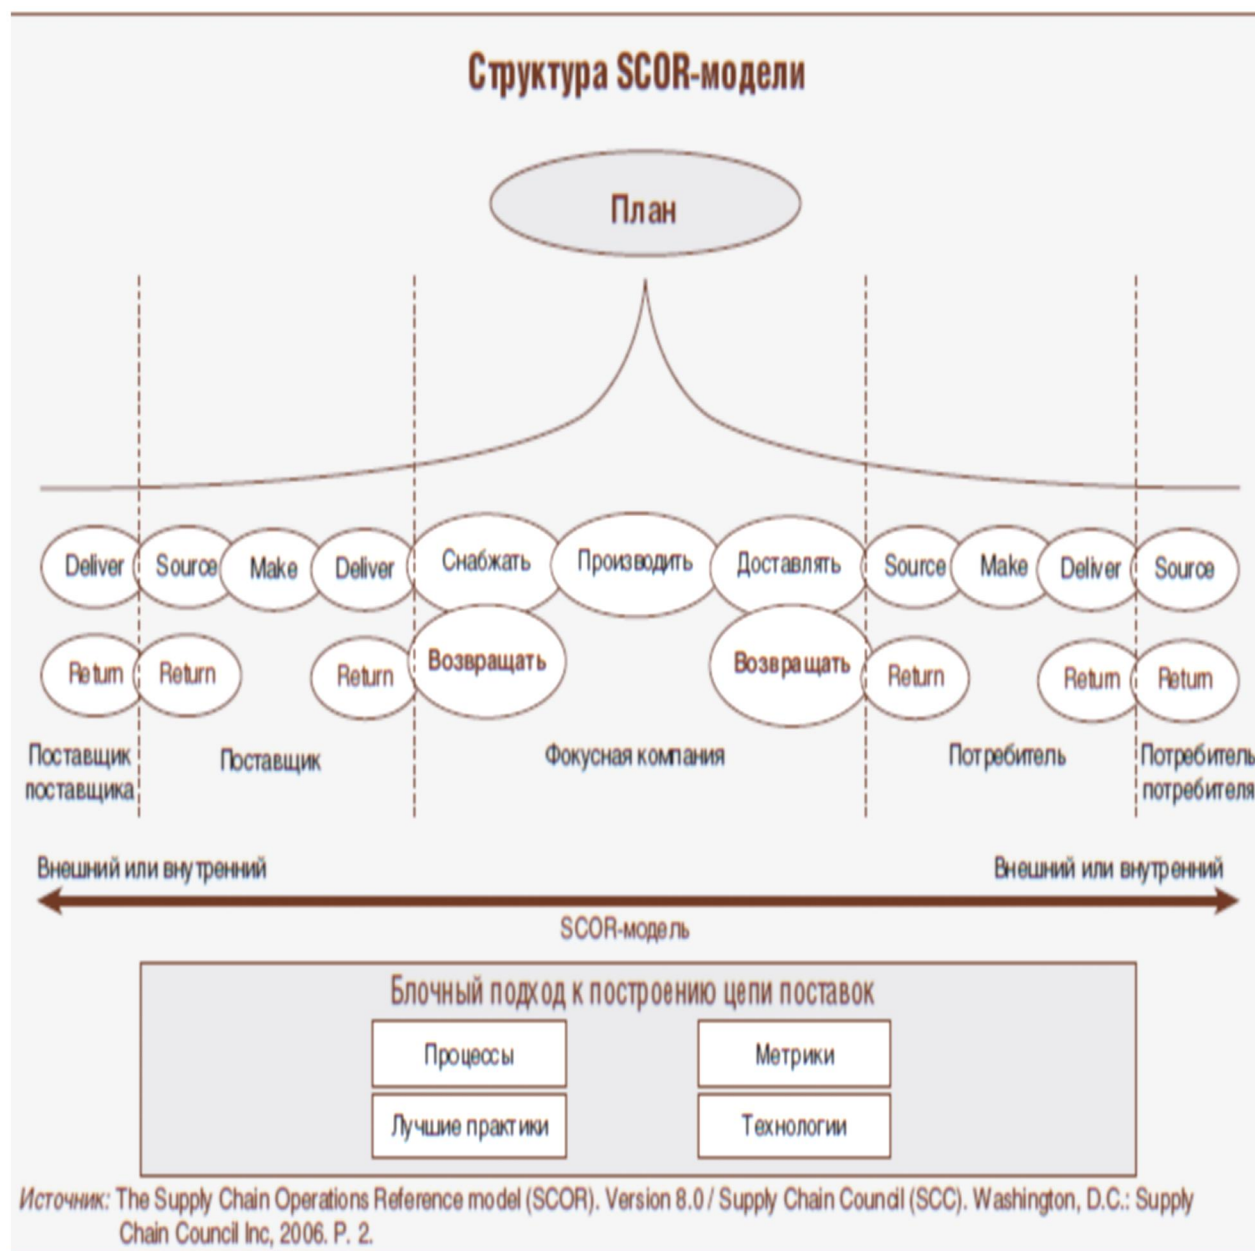 Структура SCOR-модели
План
Deliver Source Make Deliver Снабжать Производить Доставлять Source Make Deliver Source
Return Return Return Возвращать Возвращать Return Return Return
Поставщик
поставщика
Поставщик
Фокусная компания
Потребитель
Потребитель
потребителя
Внешний или внутренний Внешний или внутренний
SCOR-модель
Блочный подход к построению цепи поставок
Процессы Метрики
Лучшие практики Технологии
Источник: The Supply Chain Operations Reference model (SCOR). Version 8.0 / Supply Chain Council (SCC). Washington, D.C.: Supply
Chain Council Inc, 2006. P. 2.